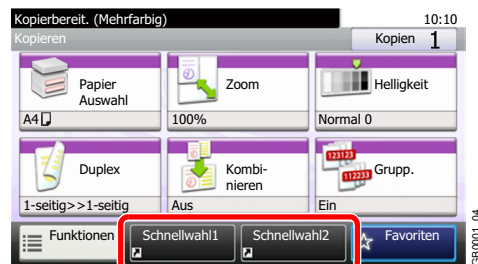 Kopierbereit. (Mehrfarbig) 10:10
Kopieren Kopien 1
Papier
Auswahl
A4
Zoom
100%
Helligkeit
Normal 0
Duplex
1-seitig>>1-seitig
Kombi-
nieren
Aus
123123
112233
Grupp.
Ein
Funktionen Schnellwahl1 Schnellwahl2 Favoriten
GB0001_04